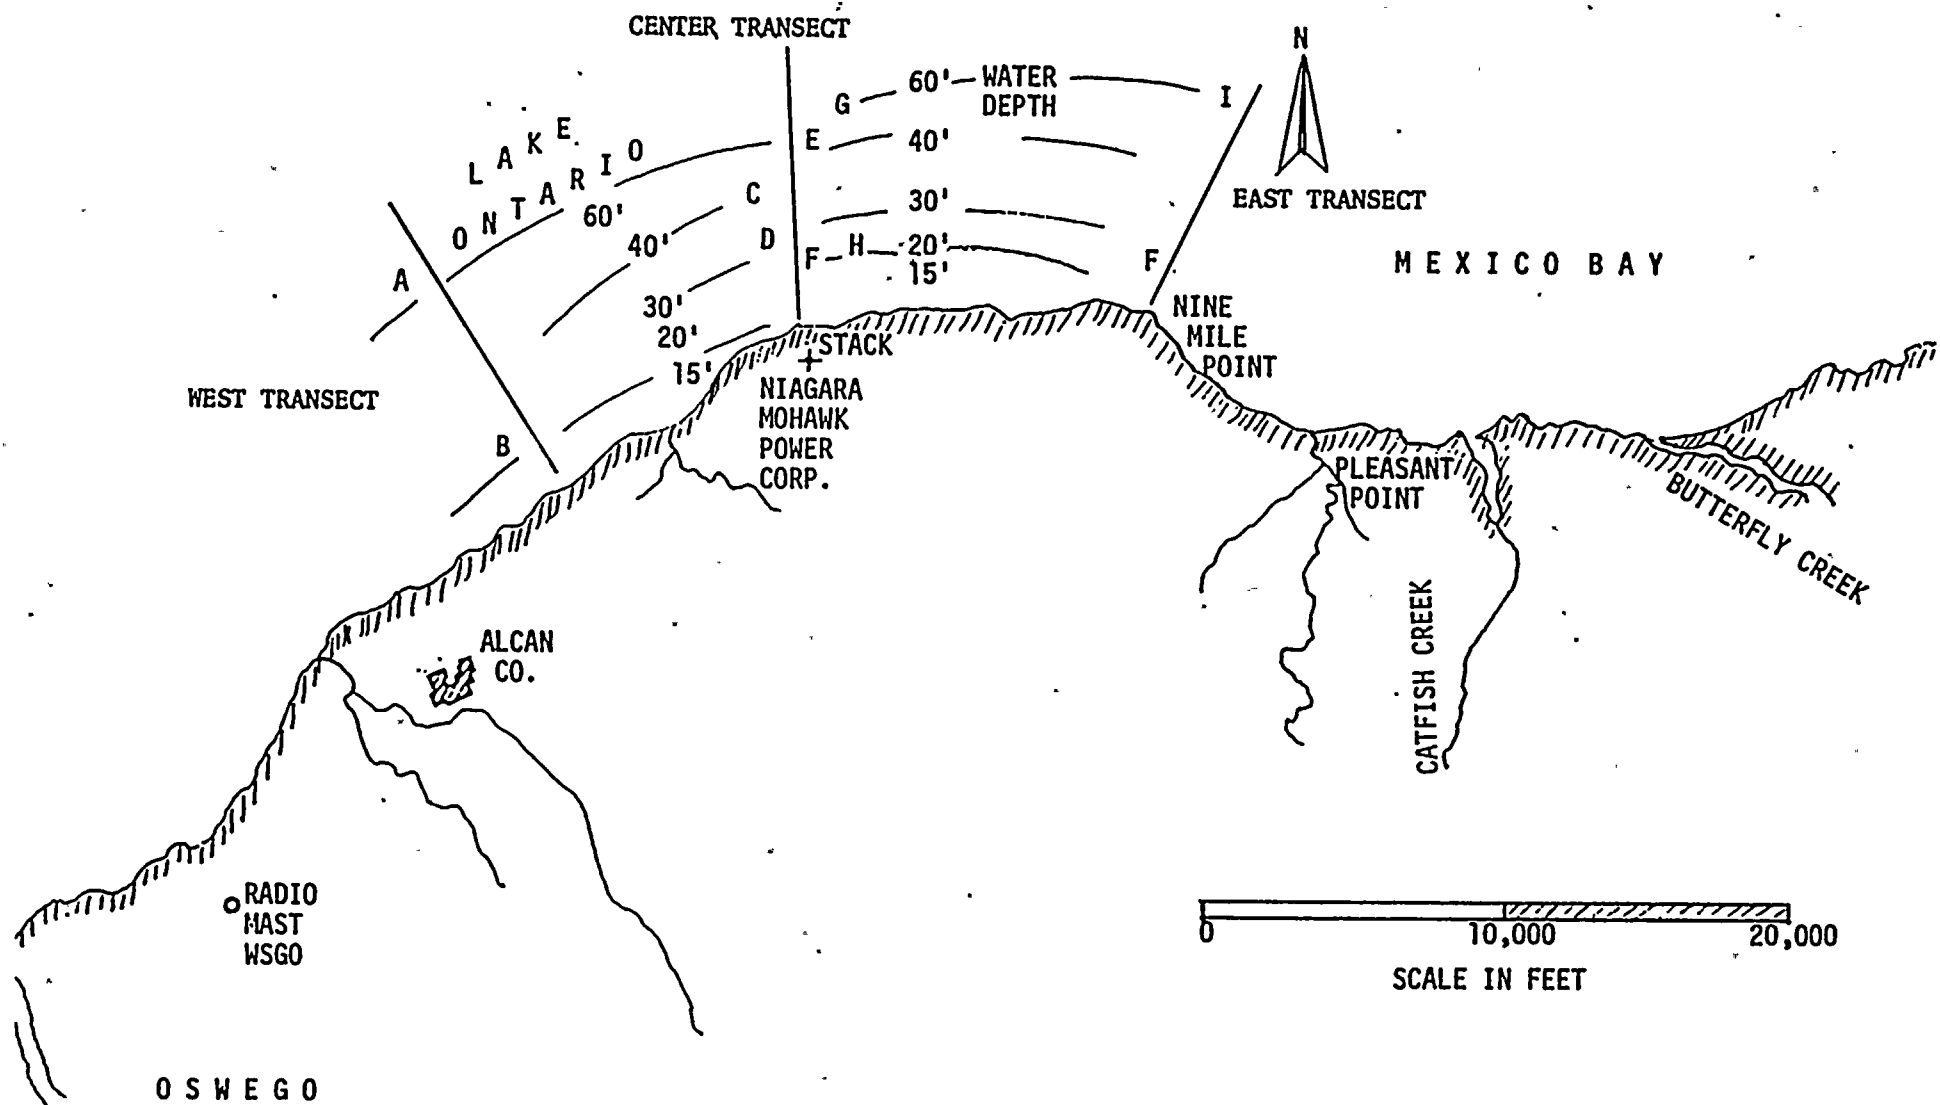 CENTER TRANSECT
N
G 60' WATER
DEPTH
I
LAKE
ONTARIO
E 40'
60'
C
30'
EAST TRANSECT
40'
D
F H 20'
15'
F
MEXICO BAY
A
30'
20'
15'
NINE
MILE
POINT
STACK
WEST TRANSECT
NIAGARA
MOHAWK
POWER
CORP.
B
PLEASANT
POINT
BUTTERFLY CREEK
CATFISH CREEK
ALCAN
CO.
RADIO
MAST
WSGO
0 10,000 20,000
SCALE IN FEET
OSWEGO